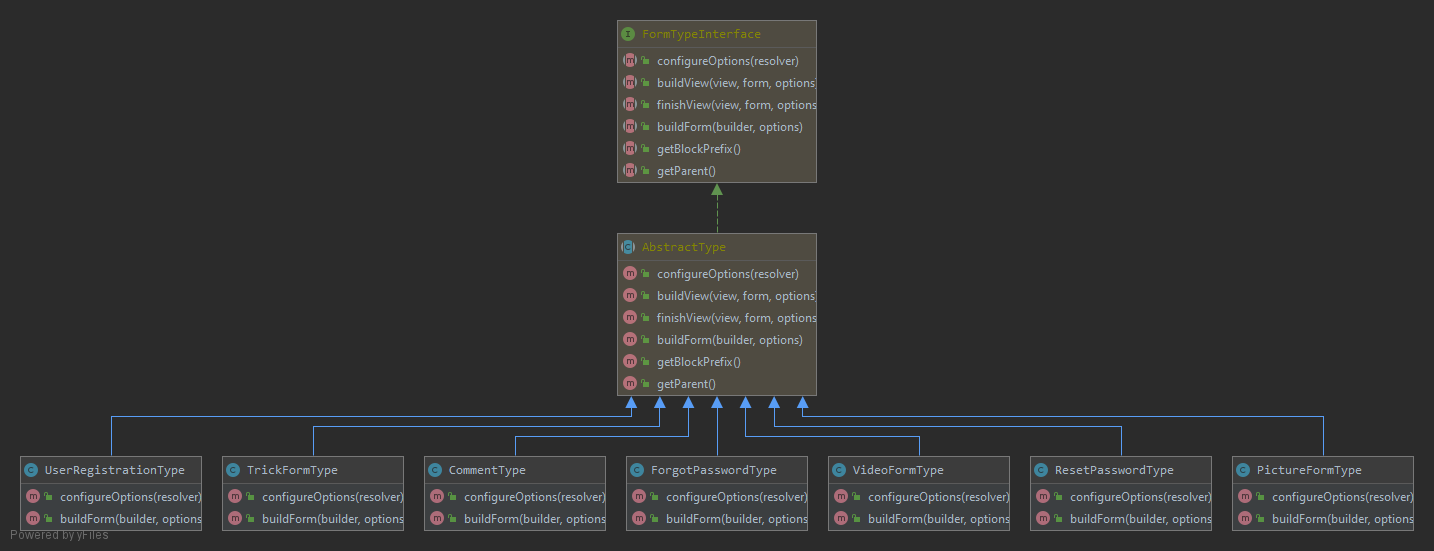 FormTypeInterface
configureOptions(resolver)
buildView(view, form, options)
finishView(view, form, options
buildForm(builder, options)
getBlockPrefix()
getParent()
AbstractType
configureOptions(resolver)
buildView(view, form, options)
finishView(view, form, options
buildForm(builder, options)
getBlockPrefix()
getParent()
UserRegistrationType
configureOptions(resolver)
buildForm(builder, options
TrickFormType
configureOptions(resolver)
buildForm(builder, options
CommentType
configureOptions(resolver)
buildForm(builder, options
ForgotPasswordType
configureOptions(resolver)
buildForm(builder, options
VideoFormType
configureOptions(resolver)
buildForm(builder, options
ResetPasswordType
configureOptions(resolver)
buildForm(builder, options
PictureFormType
configureOptions(resolver)
buildForm(builder, options
Powered by yFiles